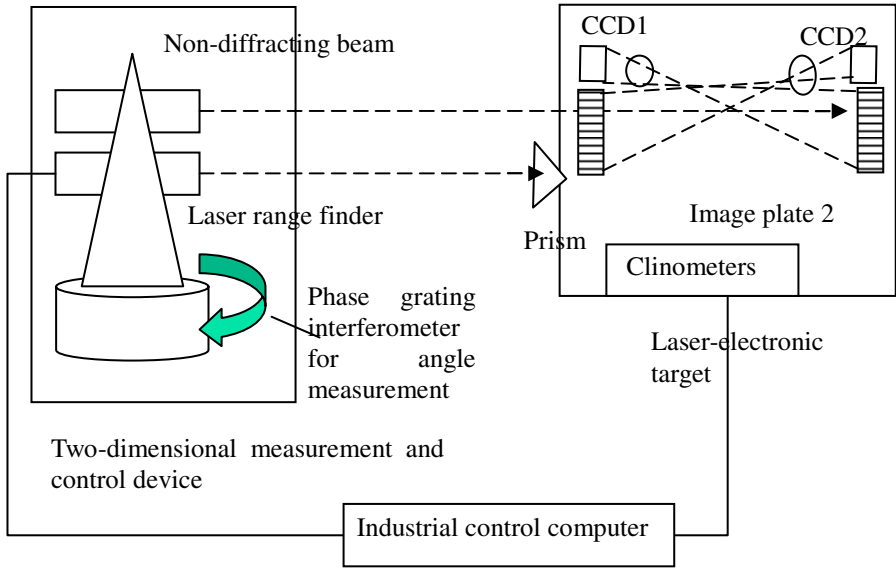 CCD1
CCD2
Non-diffracting beam
Laser range finder
Prism
Image plate 2
Clinometers
Phase grating
interferometer
for angle
measurement
Laser-electronic
target
Two-dimensional measurement and
control device
Industrial control computer